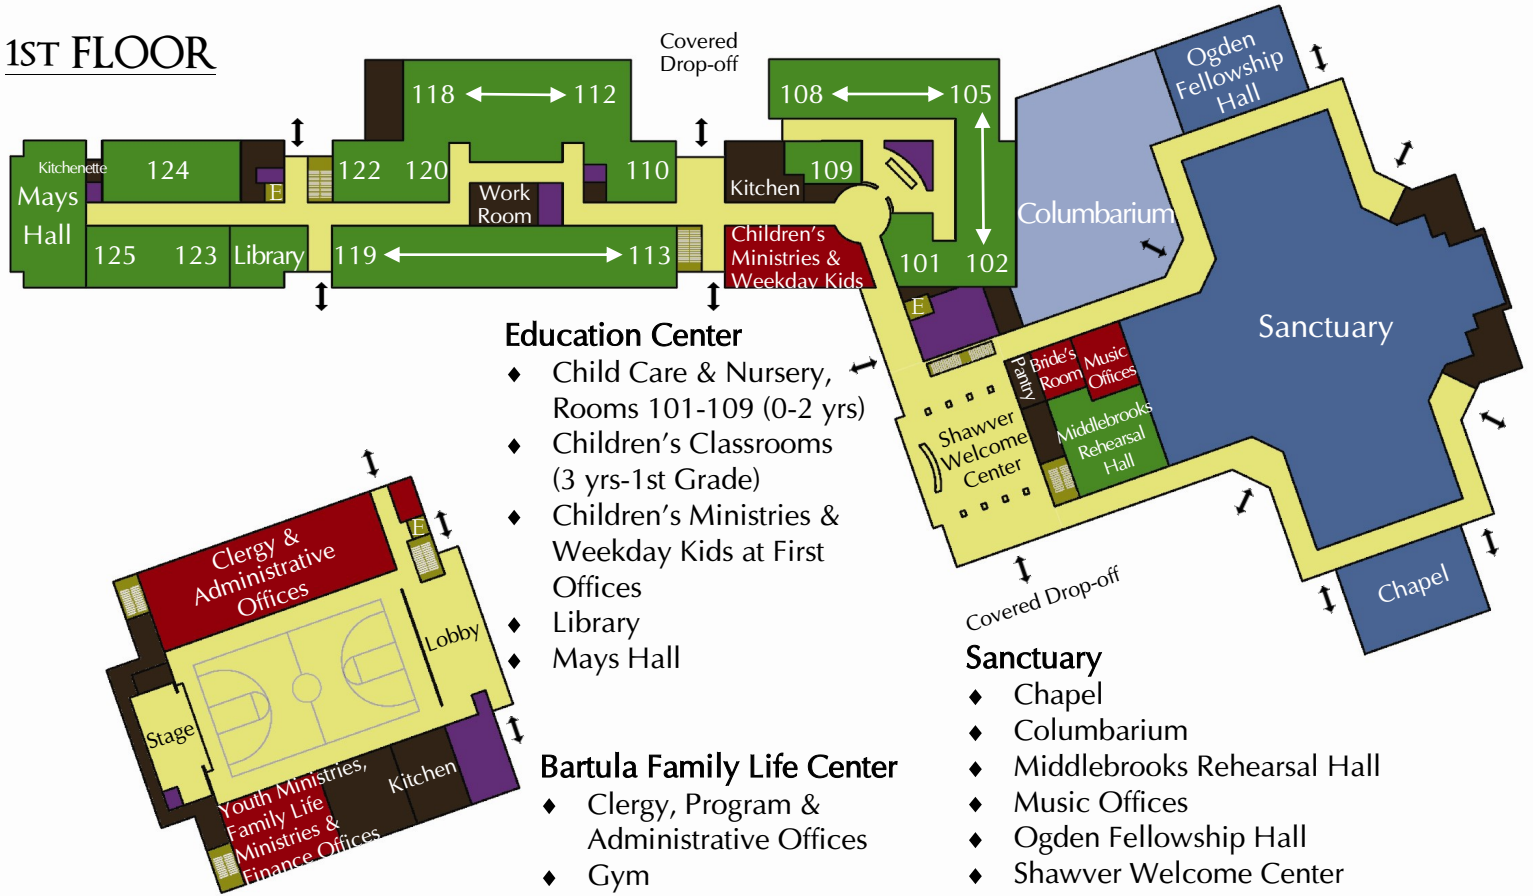 1ST FLOOR
Covered
Drop-off
118
112
108
105
Ogden
Fellowship
Hall
Kitchenette
124
E
122
120
110
Kitchen
109
Mays
Hall
Work
Room
Columbarium
125
123
Library
119
113
Children's
Ministries &
Weekday Kids
101
102
E
Sanctuary
Pantry
Bride's
Room
Music
Offices
Shawver
Welcome
Center
Middlebrooks
Rehearsal
Hall
Covered Drop-off
Chapel
Education Center
♦ Child Care & Nursery,
Rooms 101-109 (0-2 yrs)
♦ Children's Classrooms
(3 yrs-1st Grade)
♦ Children's Ministries &
Weekday Kids at First
Offices
♦ Library
♦ Mays Hall
Clergy &
Administrative
Offices
E
Lobby
Stage
Kitchen
Youth Ministries,
Family Life
Ministries &
Finance Offices
Bartula Family Life Center
♦ Clergy, Program &
Administrative Offices
♦ Gym
Sanctuary
♦ Chapel
♦ Columbarium
♦ Middlebrooks Rehearsal Hall
♦ Music Offices
♦ Ogden Fellowship Hall
♦ Shawver Welcome Center